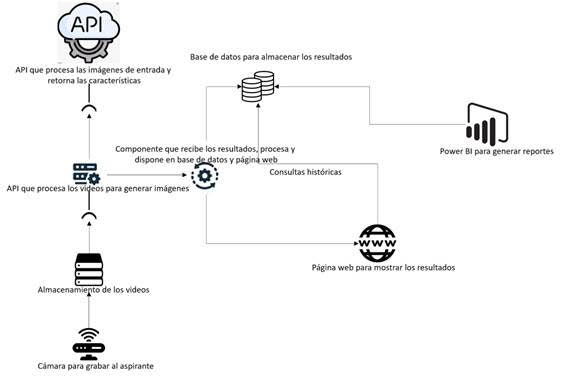 API
Base de datos para almacenar los resultados
API que procesa las imágenes de entrada y
retorna las características
Componente que recibe los resultados, procesa y
dispone en base de datos y página web
Power BI para generar reportes
Consultas históricas
API que procesa los videos para generar imágenes
WWW
Página web para mostrar los resultados
Almacenamiento de los videos
Cámara para grabar al aspirante